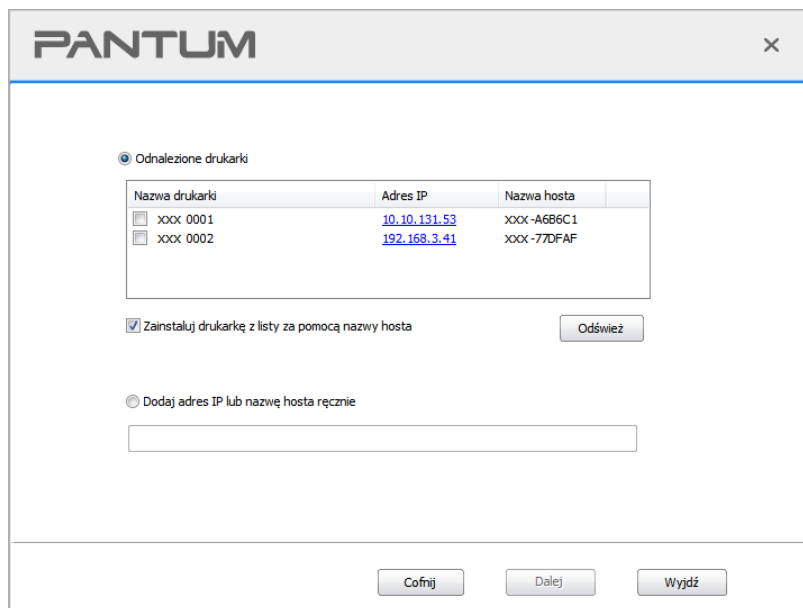 PANTUM
Odnalezione drukarki
Nazwa drukarki Adres IP Nazwa hosta
xxx 0001 10.10.131.53 xxx-A6B6C1
xxx 0002 192.168.3.41 xxx-77DFAF
Zainstaluj drukarkę z listy za pomocą nazwy hosta Odśwież
Dodaj adres IP lub nazwę hosta ręcznie
Cofnij Dalej Wyjdź